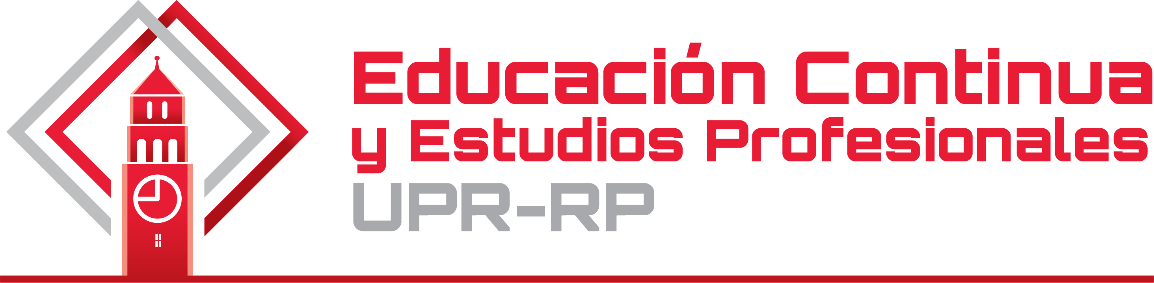 Educación Continua
y Estudios Profesionales
UPR-RP